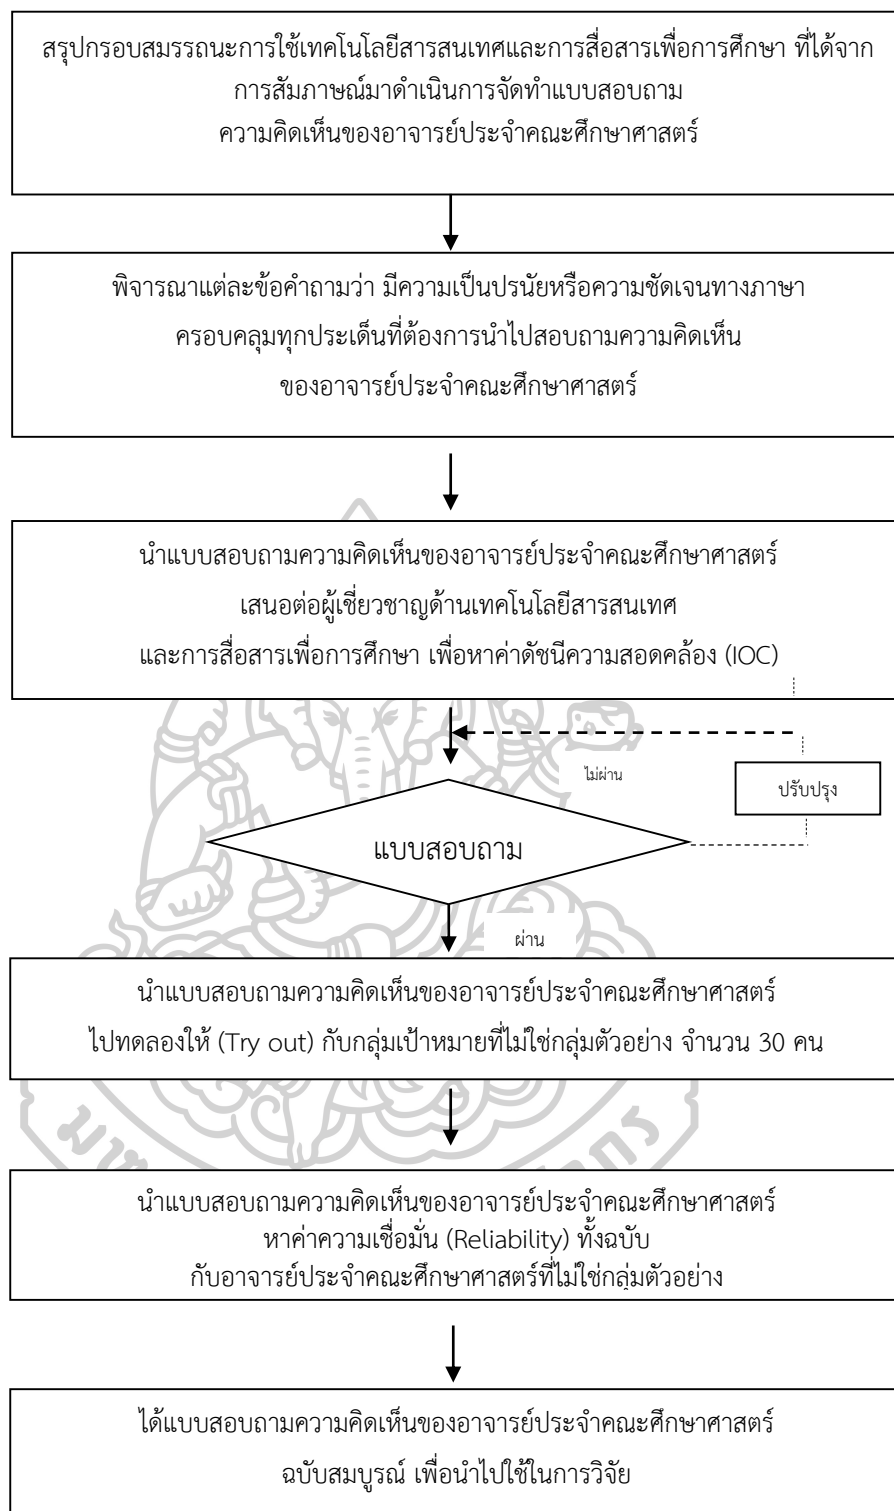 สรุปกรอบสมรรถนะการใช้เทคโนโลยีสารสนเทศและการสื่อสารเพื่อการศึกษา ที่ได้จาก
การสัมภาษณ์มาดำเนินการจัดทำแบบสอบถาม
ความคิดเห็นของอาจารย์ประจำคณะศึกษาศาสตร์
พิจารณาแต่ละข้อคำถามว่า มีความเป็นปรนัยหรือความชัดเจนทางภาษา
ครอบคลุมทุกประเด็นที่ต้องการนำไปสอบถามความคิดเห็น
ของอาจารย์ประจำคณะศึกษาศาสตร์
นำแบบสอบถามความคิดเห็นของอาจารย์ประจำคณะศึกษาศาสตร์
เสนอต่อผู้เชี่ยวชาญด้านเทคโนโลยีสารสนเทศ
และการสื่อสารเพื่อการศึกษา เพื่อหาค่าดัชนีความสอดคล้อง (IOC)
ไม่ผ่าน
ปรับปรุง
แบบสอบถาม
ผ่าน
นำแบบสอบถามความคิดเห็นของอาจารย์ประจำคณะศึกษาศาสตร์
ไปทดลองให้ (Try out) กับกลุ่มเป้าหมายที่ไม่ใช่กลุ่มตัวอย่าง จำนวน 30 คน
นำแบบสอบถามความคิดเห็นของอาจารย์ประจำคณะศึกษาศาสตร์
หาค่าความเชื่อมั่น (Reliability) ทั้งฉบับ
กับอาจารย์ประจำคณะศึกษาศาสตร์ที่ไม่ใช่กลุ่มตัวอย่าง
ได้แบบสอบถามความคิดเห็นของอาจารย์ประจำคณะศึกษาศาสตร์
ฉบับสมบูรณ์ เพื่อนำไปใช้ในการวิจัย